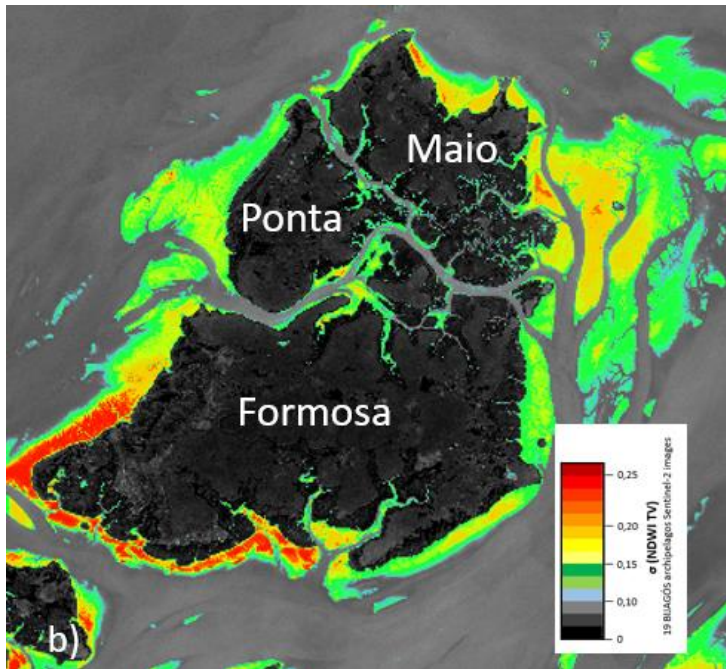 Maio
Ponta
Formosa
0,25
0,20
0,15
0,10
0
σ (NDWI TV)
19 BIJAGÓS archipelagos Sentinel-2 images
b)